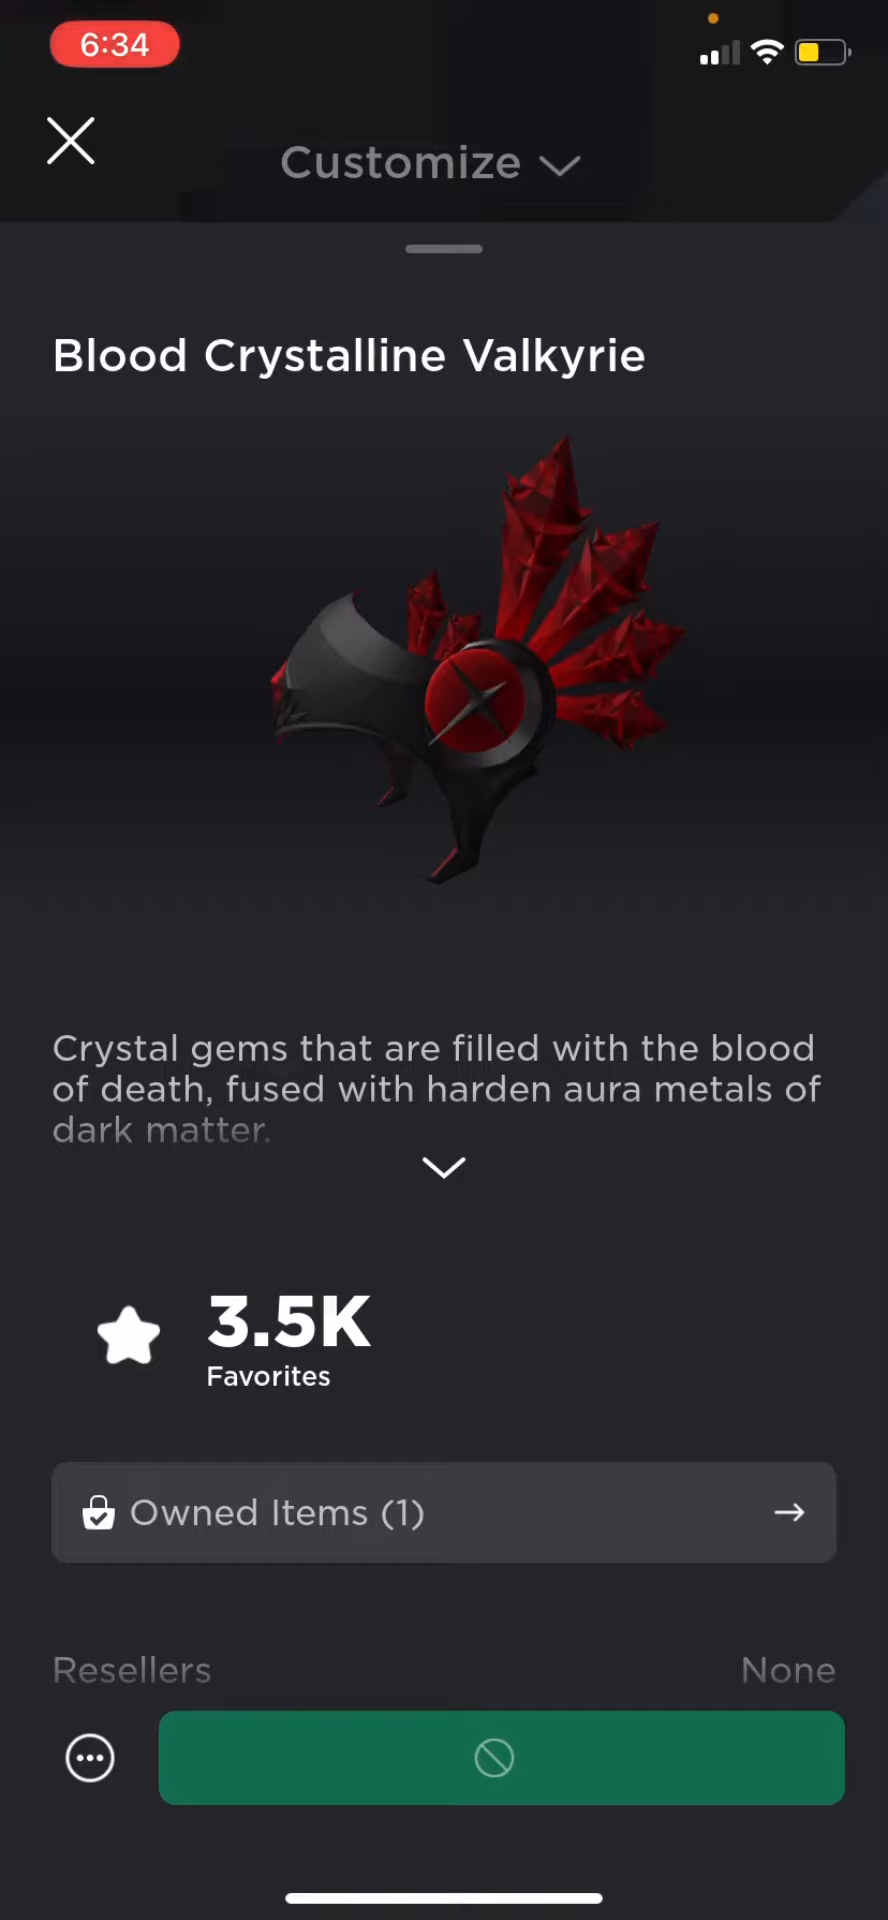 6:34
Customize
Blood Crystalline Valkyrie
Crystal gems that are filled with the blood
of death, fused with harden aura metals of
dark matter.
3.5K
Favorites
Owned Items (1)
Resellers None